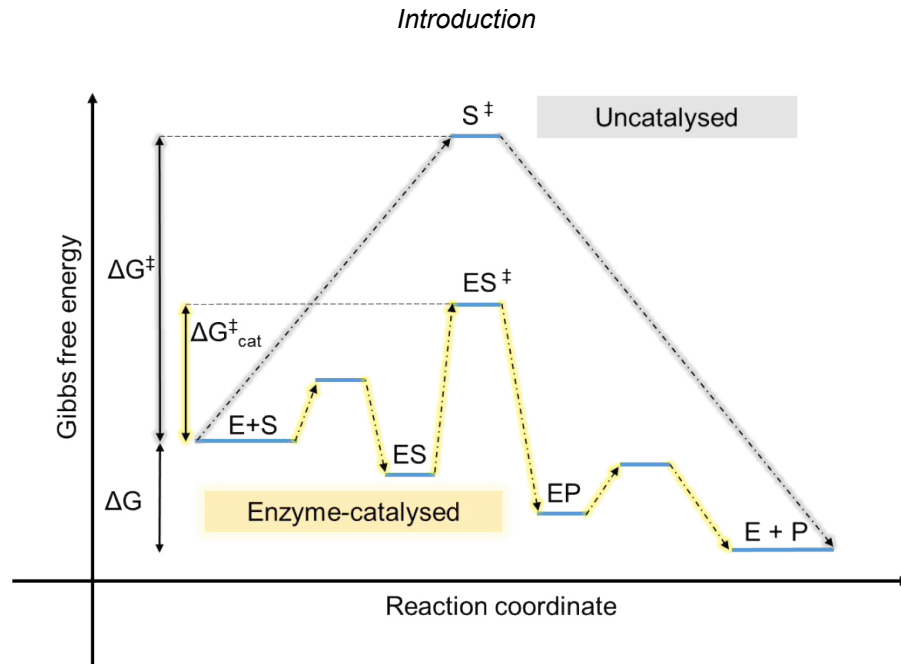 Introduction
S‡
Uncatalysed
Gibbs free energy
ΔG‡
ES‡
ΔG‡cat
E+S
ES
EP
ΔG
Enzyme-catalysed
E + P
Reaction coordinate